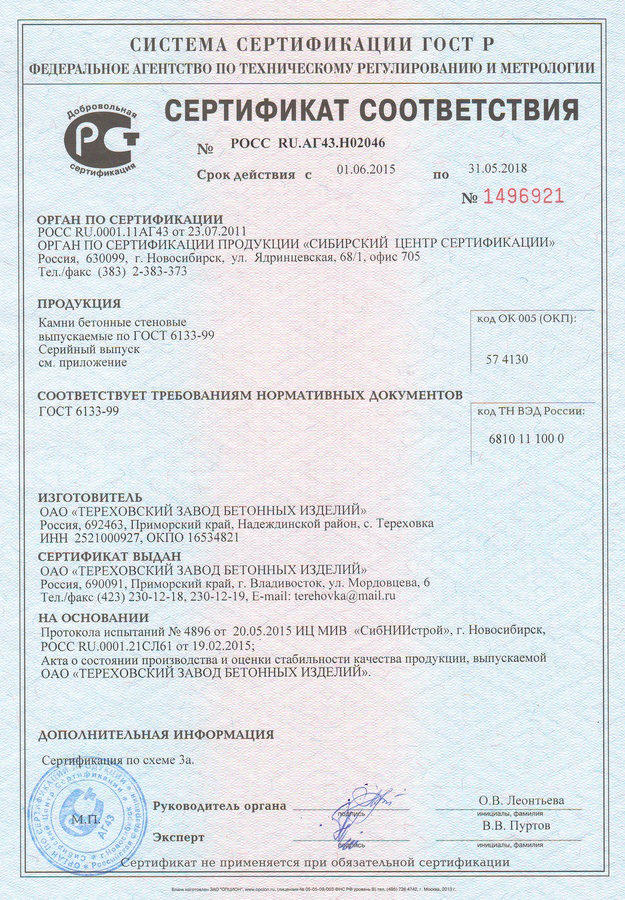 СИСТЕМА СЕРТИФИКАЦИИ ГОСТ Р
ФЕДЕРАЛЬНОЕ АГЕНТСТВО ПО ТЕХНИЧЕСКОМУ РЕГУЛИРОВАНИЮ И МЕТРОЛОГИИ
Добровольная
РСТ
сертификация
СЕРТИФИКАТ СООТВЕТСТВИЯ
№ РОСС RU.АГ43.Н02046
Срок действия с 01.06.2015 по 31.05.2018
№ 1496921
ОРГАН ПО СЕРТИФИКАЦИИ
РОСС RU.0001.11АГ43 от 23.07.2011
ОРГАН ПО СЕРТИФИКАЦИИ ПРОДУКЦИИ «СИБИРСКИЙ ЦЕНТР СЕРТИФИКАЦИИ»
Россия, 630099, г. Новосибирск, ул. Ядринцевская, 68/1, офис 705
Тел./факс (383) 2-383-373
ПРОДУКЦИЯ
Камни бетонные стеновые
выпускаемые по ГОСТ 6133-99
Серийный выпуск
см. приложение
код ОК 005 (ОКП):
57 4130
СООТВЕТСТВУЕТ ТРЕБОВАНИЯМ НОРМАТИВНЫХ ДОКУМЕНТОВ
ГОСТ 6133-99
код ТН ВЭД России:
6810 11 100 0
ИЗГОТОВИТЕЛЬ
ОАО «ТЕРЕХОВСКИЙ ЗАВОД БЕТОННЫХ ИЗДЕЛИЙ»
Россия, 692463, Приморский край, Надеждинский район, с. Тереховка
ИНН 2521000927, ОКПО 16534821
СЕРТИФИКАТ ВЫДАН
ОАО «ТЕРЕХОВСКИЙ ЗАВОД БЕТОННЫХ ИЗДЕЛИЙ»
Россия, 690091, Приморский край, г. Владивосток, ул. Мордовцева, 6
Тел./факс (423) 230-12-18, 230-12-19, E-mail: terehovka@mail.ru
НА ОСНОВАНИИ
Протокола испытаний № 4896 от 20.05.2015 ИЦ МИВ «СибНИИстрой», г. Новосибирск,
РОСС RU.0001.21СЛ61 от 19.02.2015;
Акта о состоянии производства и оценки стабильности качества продукции, выпускаемой
ОАО «ТЕРЕХОВСКИЙ ЗАВОД БЕТОННЫХ ИЗДЕЛИЙ».
ДОПОЛНИТЕЛЬНАЯ ИНФОРМАЦИЯ
Сертификация по схеме 3а.
М.П.
АГ43
Руководитель органа
подпись
О.В. Леонтьева
инициалы, фамилия
Эксперт
подпись
В.В. Пуртов
инициалы, фамилия
Сертификат не применяется при обязательной сертификации